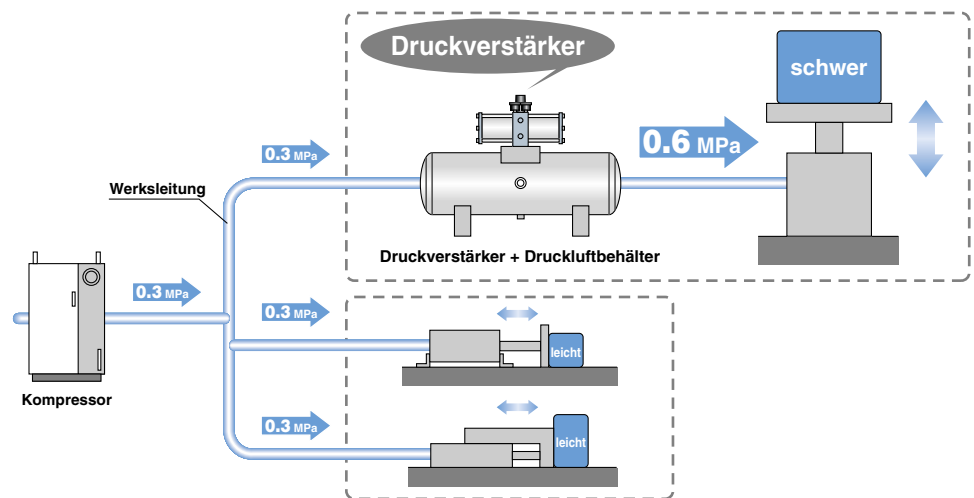 Druckverstärker
schwer
0.3 MPa
0.6 MPa
Werksleitung
Druckverstärker + Druckluftbehälter
0.3 MPa
0.3 MPa
leicht
Kompressor
0.3 MPa
leicht